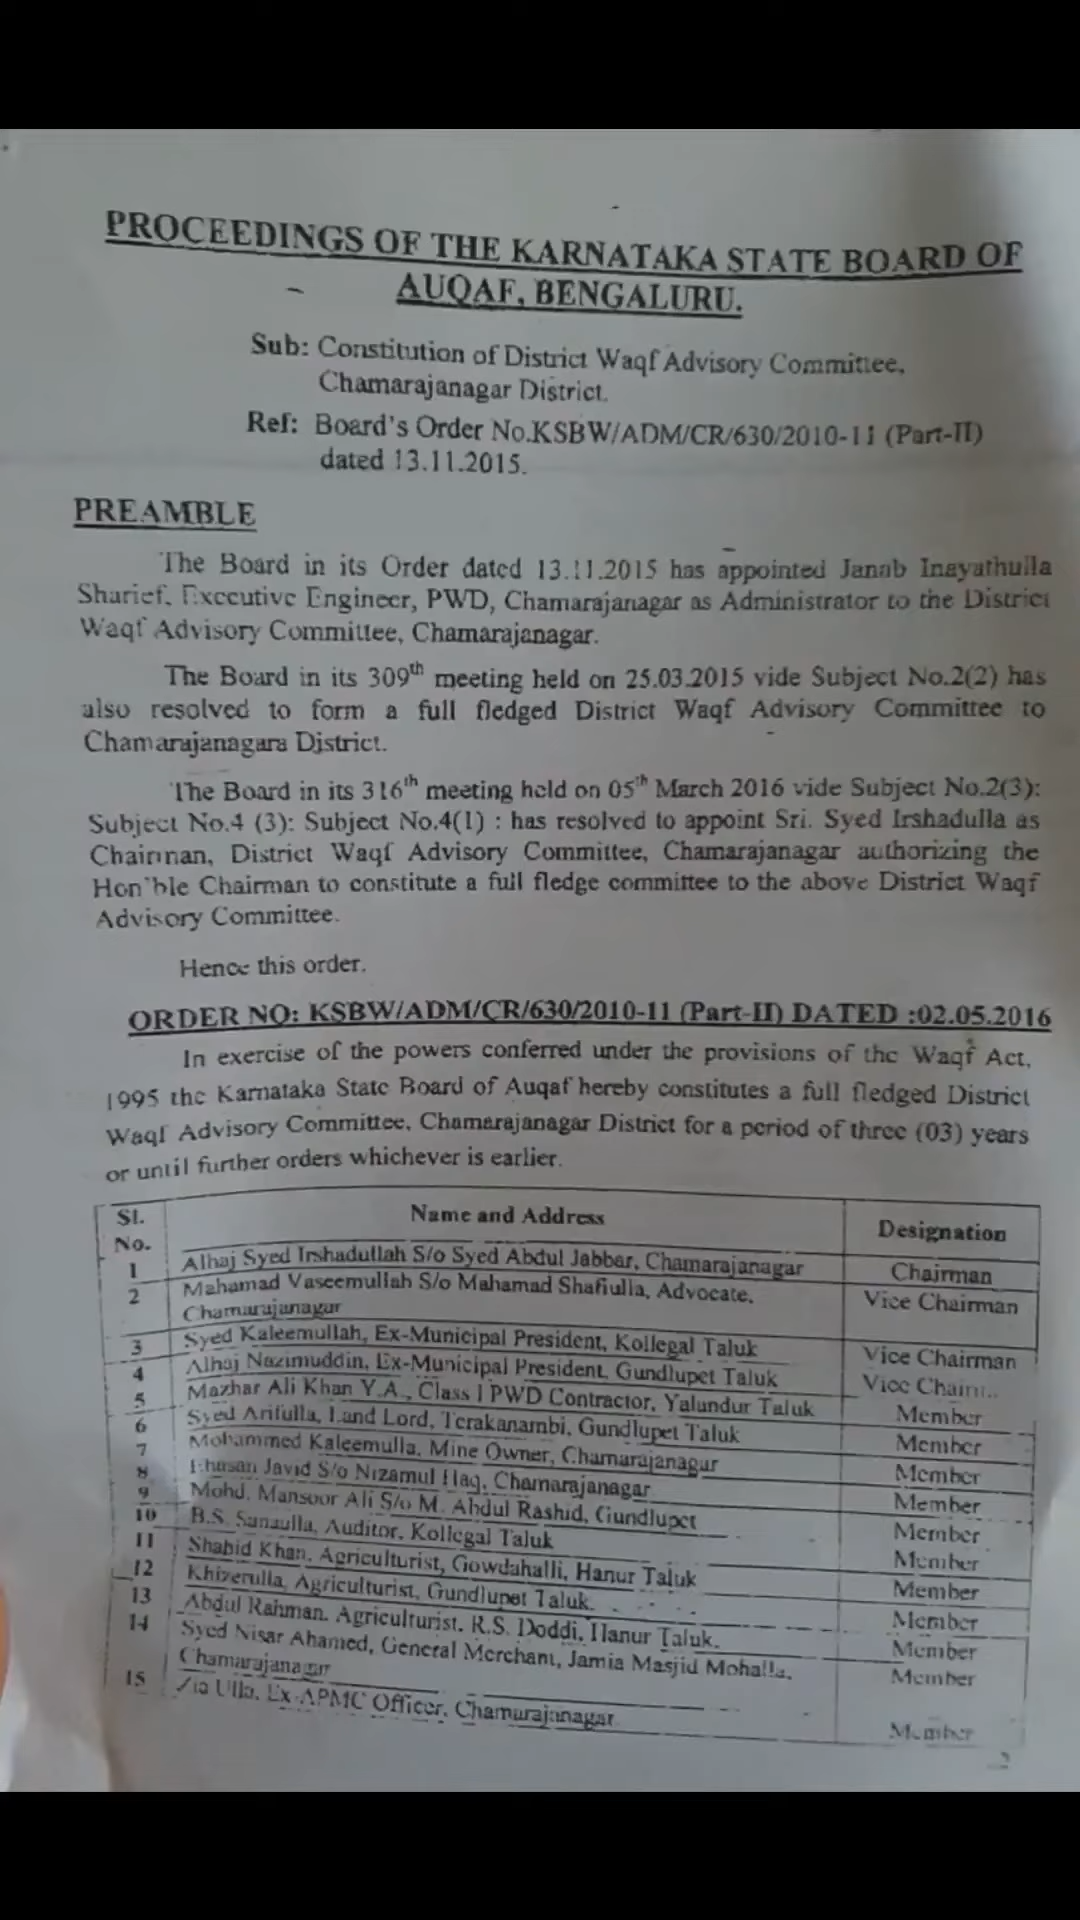 PROCEEDINGS OF THE KARNATAKA STATE BOARD OF
AUQAF, BENGALURU.
Sub: Constitution of District Waqf Advisory Committee,
Chamarajanagar District.
Ref: Board's Order No.KSBW/ADM/CR/630/2010-11 (Part-II)
dated 13.11.2015.
PREAMBLE
The Board in its Order dated 13.11.2015 has appointed Janab Inayathulla
Sharief, Executive Engineer, PWD, Chamarajanagar as Administrator to the District
Waqf Advisory Committee, Chamarajanagar.
The Board in its 309th meeting held on 25.03.2015 vide Subject No.2(2) has
also resolved to form a full fledged District Waqf Advisory Committee to
Chamarajanagara District.
The Board in its 316th meeting held on 05th March 2016 vide Subject No.2(3):
Subject No.4 (3): Subject No.4(1) : has resolved to appoint Sri. Syed Irshadulla as
Chairman, District Waqf Advisory Committee, Chamarajanagar authorizing the
Hon'ble Chairman to constitute a full fledge committee to the above District Waqf
Advisory Committee.
Hence this order.
ORDER NO: KSBW/ADM/CR/630/2010-11 (Part-II) DATED :02.05.2016
In exercise of the powers conferred under the provisions of the Waqf Act,
1995 the Karnataka State Board of Auqaf hereby constitutes a full fledged District
Waqf Advisory Committee, Chamarajanagar District for a period of three (03) years
or until further orders whichever is earlier.
Sl. No. Name and Address Designation
1 Alhaj Syed Irshadullah S/o Syed Abdul Jabbar, Chamarajanagar Chairman
2 Mahamad Vaseemullah S/o Mahamad Shafiulla, Advocate, Vice Chairman
Chamarajanagar
3 Syed Kaleemullah, Ex-Municipal President, Kollegal Taluk Vice Chairman
4 Alhaj Nazimuddin, Ex-Municipal President, Gundlupet Taluk Vice
5 Mazhar Ali Khan Y.A., Class I PWD Contractor, Yalandur Taluk Member
6 Syed Arifulla, Land Lord, Terakanambi, Gundlupet Taluk Member
7 Mohammed Kaleemulla, Mine Owner, Chamarajanagar Member
8 Javid S/o Nizamul Haq, Chamarajanagar Member
9 Mohd. Mansoor Ali S/o M. Abdul Rashid, Gundlupet Member
10 B.S. Sanaulla, Auditor, Kollegal Taluk Member
11 Shahid Khan, Agriculturist, Gowdahalli, Hanur Taluk Member
12 Khizerulla, Agriculturist, Gundlupet Taluk. Member
13 Abdul Rahman, Agriculturist, R.S. Doddi, Hanur Taluk. Member
14 Syed Nisar Ahamed, General Merchant, Jamia Masjid Mohalla, Member
Chamarajanagar
15 Zia Ulla, Ex-APMC Officer, Chamarajanagar Member